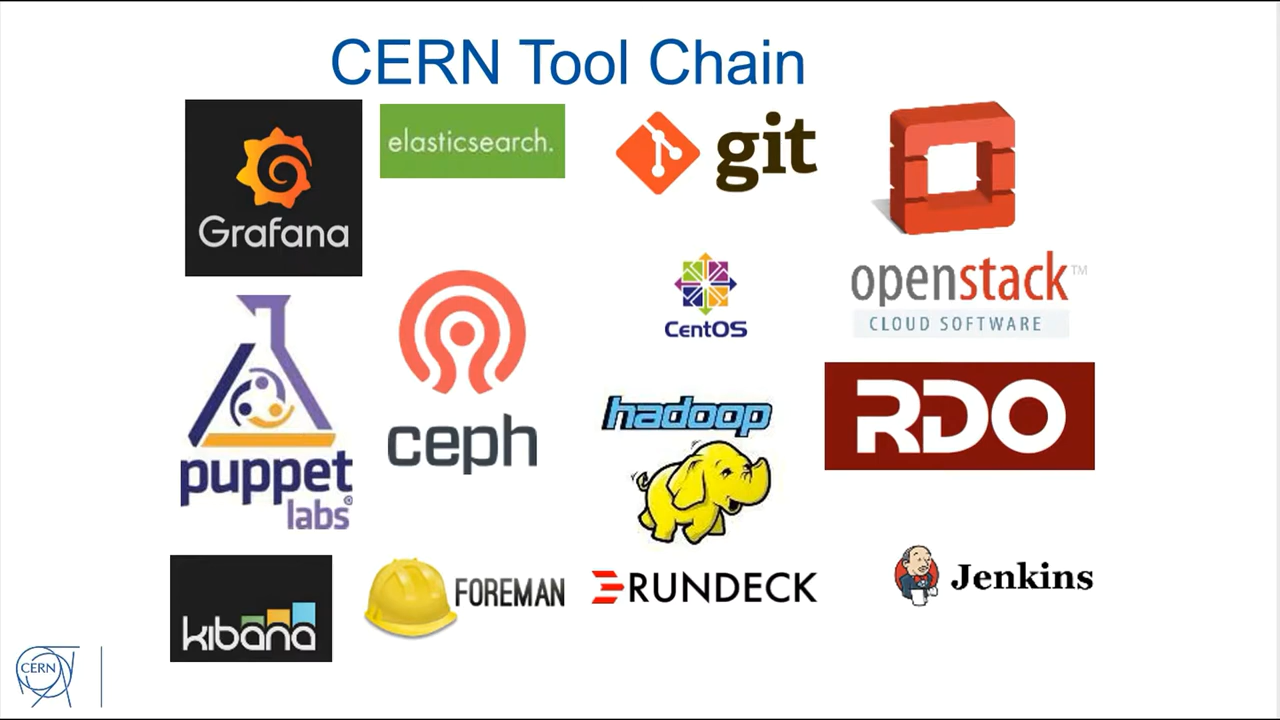 CERN Tool Chain
Grafana
elasticsearch.
git
openstack™
CLOUD SOFTWARE
CentOS
puppet
labs®
ceph
hadoop
RDO
kibana
FOREMAN
RUNDECK
Jenkins
CERN